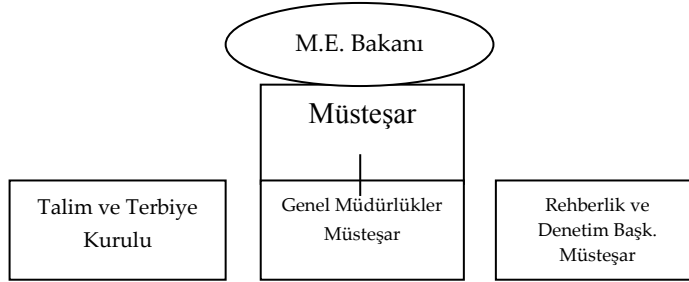 M.E. Bakanı
Müsteşar
Talim ve Terbiye
Kurulu
Genel Müdürlükler
Müsteşar
Rehberlik ve
Denetim Başk.
Müsteşar